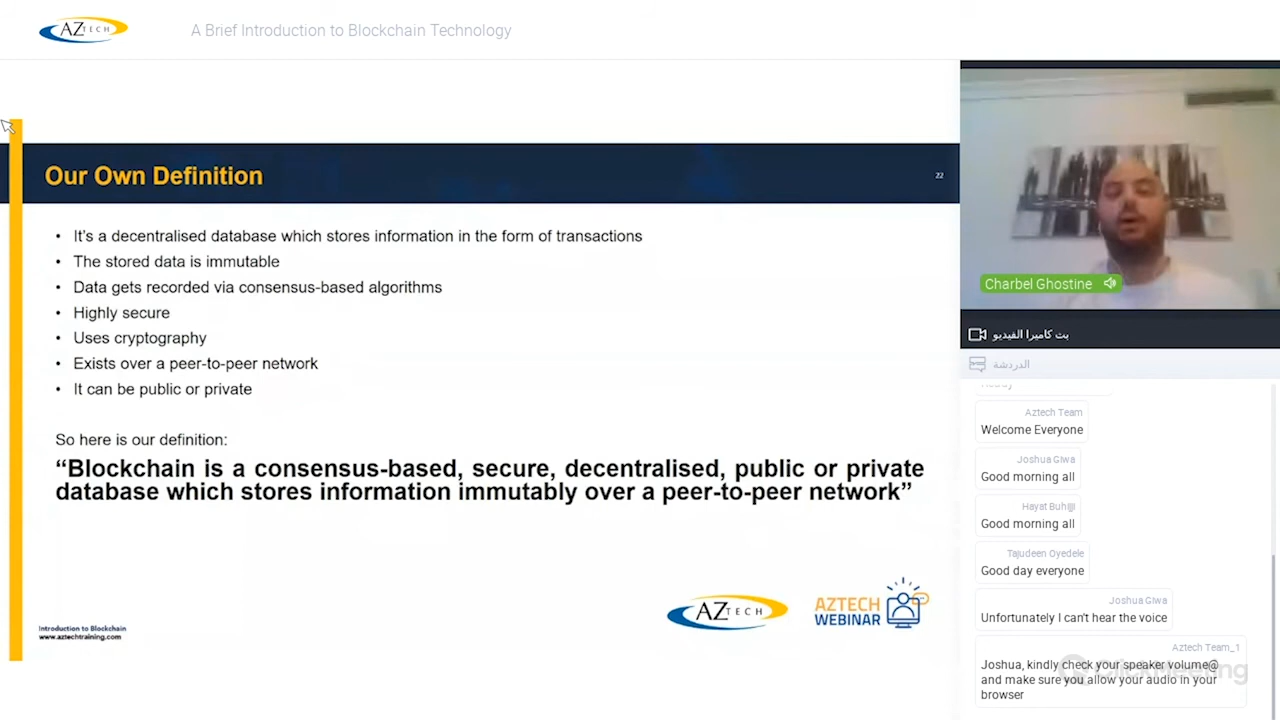 AZTECH
A Brief Introduction to Blockchain Technology
Our Own Definition
22
• It's a decentralised database which stores information in the form of transactions
• The stored data is immutable
• Data gets recorded via consensus-based algorithms
• Highly secure
• Uses cryptography
• Exists over a peer-to-peer network
• It can be public or private
So here is our definition:
“Blockchain is a consensus-based, secure, decentralised, public or private
database which stores information immutably over a peer-to-peer network”
Introduction to Blockchain
www.aztechtraining.com
AZTECH
AZTECH
WEBINAR
Charbel Ghostine
بث كاميرا الفيديو
الدردشة
Aztech Team
Welcome Everyone
Joshua Giwa
Good morning all
Hayat Buhijji
Good morning all
Tajudeen Oyedele
Good day everyone
Joshua Giwa
Unfortunately I can't hear the voice
Aztech Team_1
Joshua, kindly check your speaker volume@
and make sure you allow your audio in your
browser
ClickMeeting